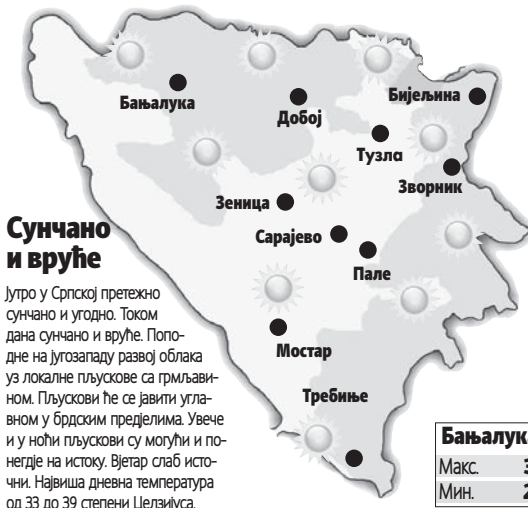 Бањалука
Добој
Бијељина
Тузла
Зворник
Зеница
Сарајево
Пале
Мостар
Требиње
Сунчано
и вруће
Јутро у Српској претежно
сунчано и угодно. Током
дана сунчано и вруће. Попо-
дне на југозападу развој облака
уз локалне пљускове са грмљави-
ном. Пљускови ће се јавити угла-
вном у брдским предјелима. Увече
и у ноћи пљускови су могући и по-
негдје на истоку. Вјетар слаб исто-
чни. Највиша дневна температура
од 33 до 39 степени Целзијуса.
Бањалука
Макс. 3
Мин. 2